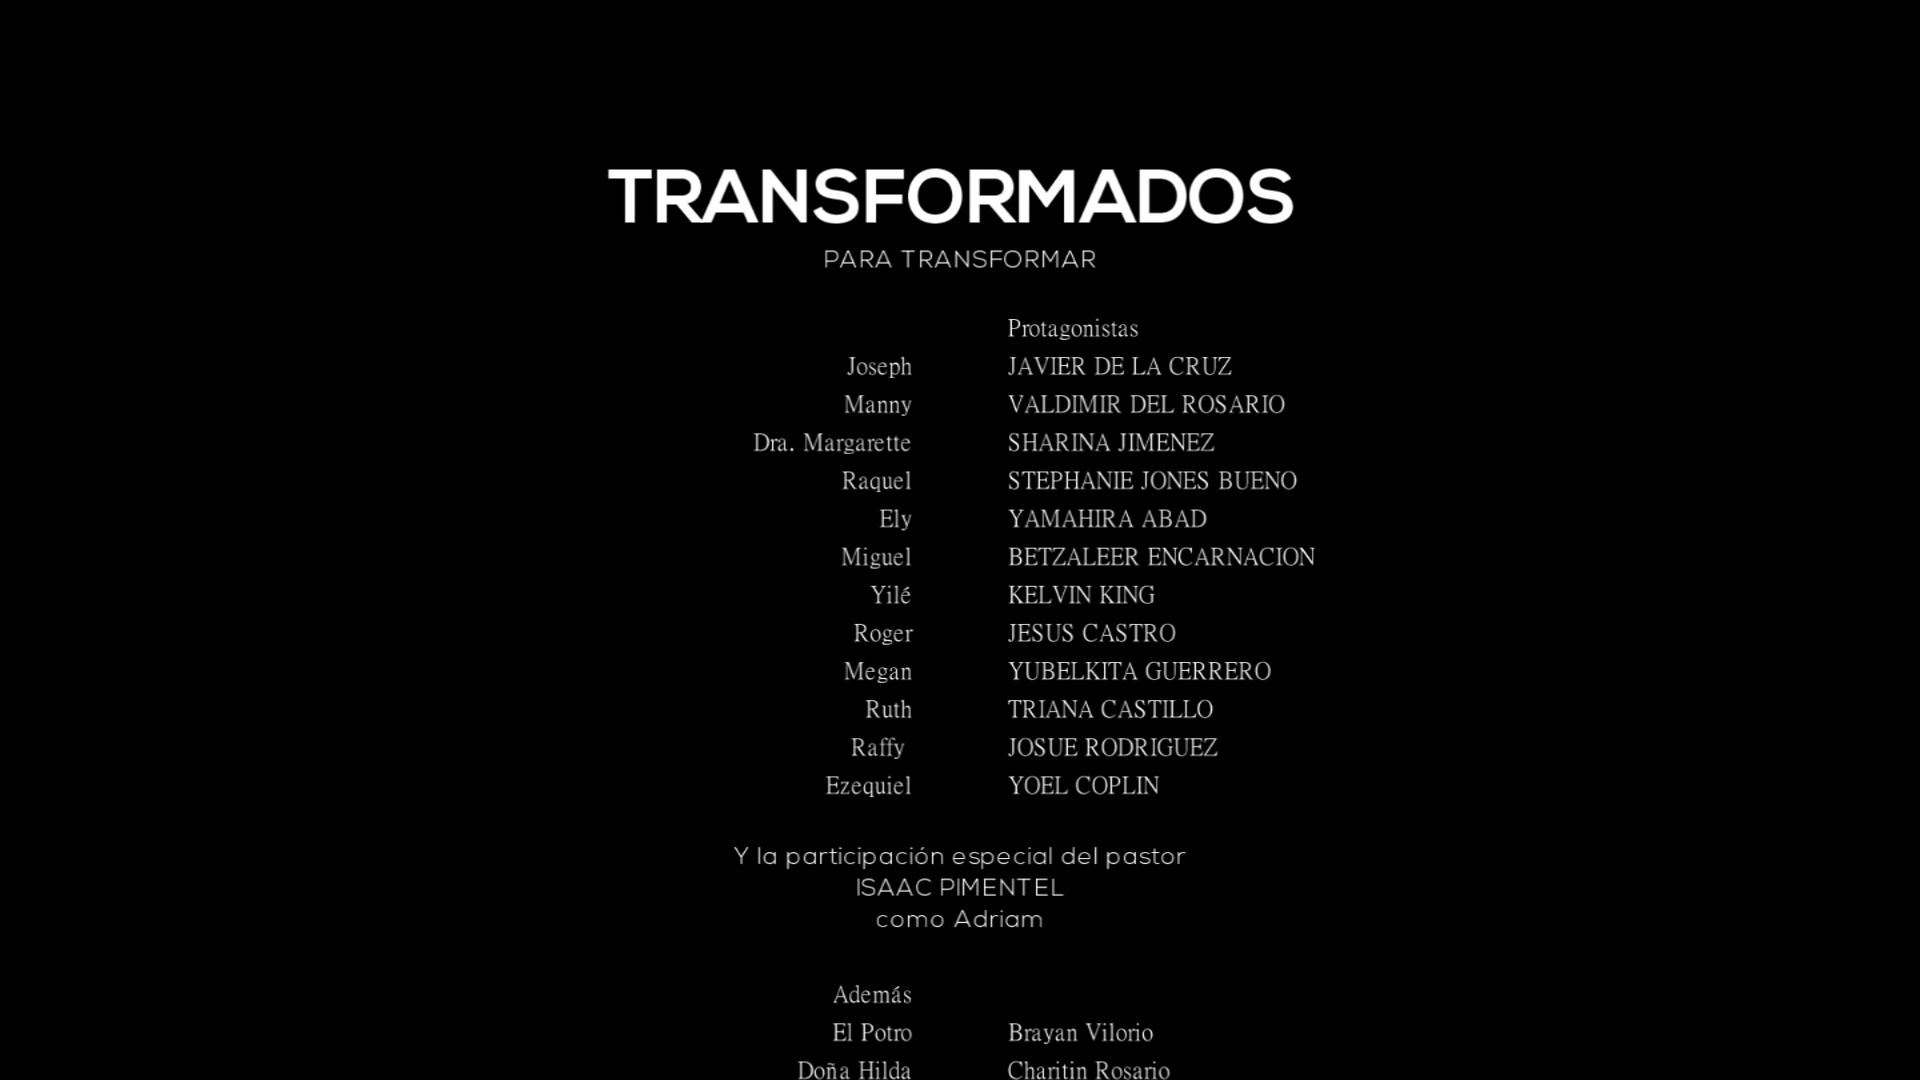 TRANSFORMADOS
PARA TRANSFORMAR
Protagonistas
Joseph JAVIER DE LA CRUZ
Manny VALDIMIR DEL ROSARIO
Dra. Margarette SHARINA JIMENEZ
Raquel STEPHANIE JONES BUENO
Ely YAMAHIRA ABAD
Miguel BETZALEER ENCARNACION
Yilé KELVIN KING
Roger JESUS CASTRO
Megan YUBELKITA GUERRERO
Ruth TRIANA CASTILLO
Raffy JOSUE RODRIGUEZ
Ezequiel YOEL COPLIN
Y la participación especial del pastor
ISAAC PIMENTEL
como Adriam
Además
El Potro Brayan Vilorio
Doña Hilda Charitin Rosario